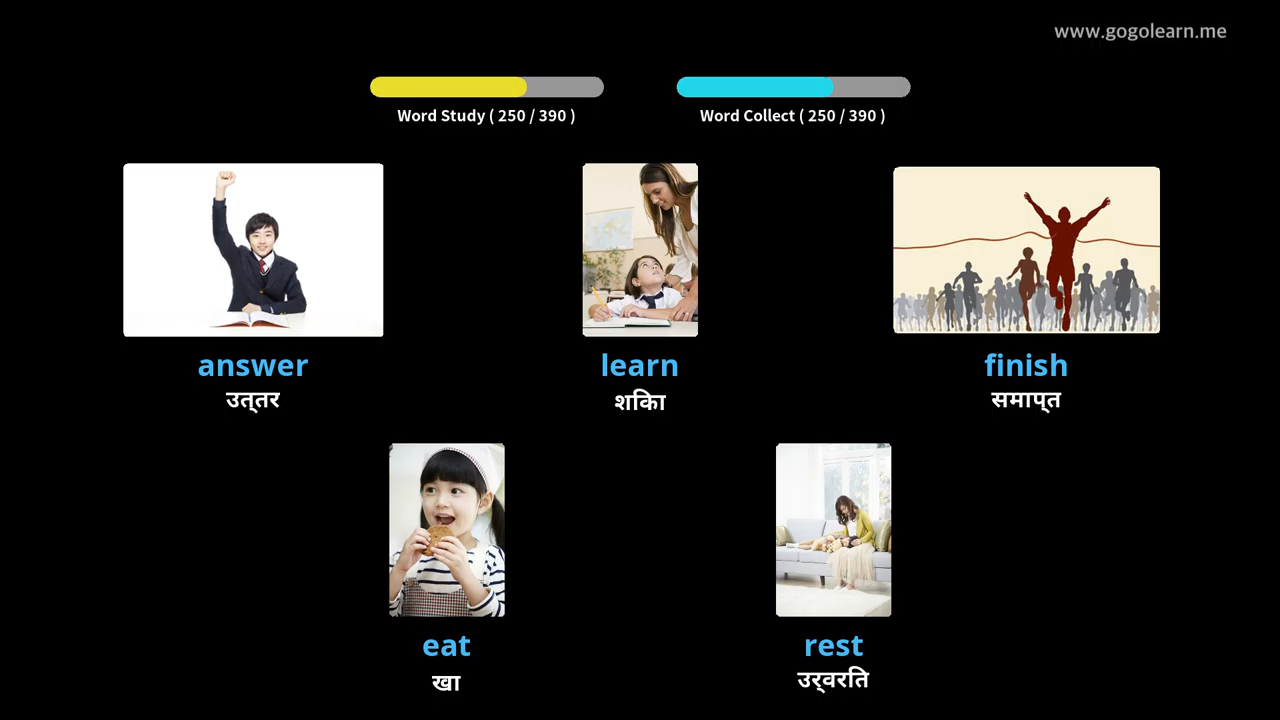 www.gogolearn.me
Word Study ( 250 / 390 )
Word Collect ( 250 / 390 )
answer
उत्‌तर
learn
शकिा
finish
समाप्‌त
eat
खा
rest
उर्‌वरति